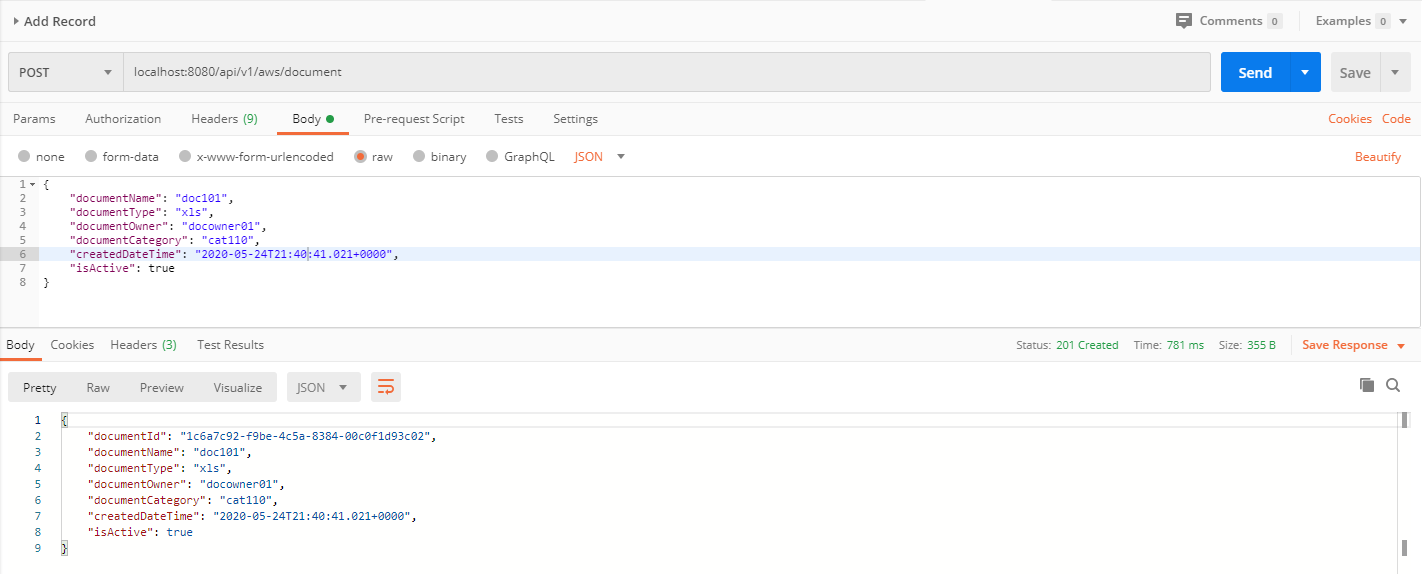 Add Record Comments 0 Examples 0
POST localhost:8080/api/v1/aws/document Send Save
Params Authorization Headers (9) Body Pre-request Script Tests Settings Cookies Code
none form-data x-www-form-urlencoded raw binary GraphQL JSON Beautify
1 {
2 "documentName": "doc101",
3 "documentType": "xls",
4 "documentOwner": "docowner01",
5 "documentCategory": "cat110",
6 "createdDateTime": "2020-05-24T21:40:41.021+0000",
7 "isActive": true
8 }
Body Cookies Headers (3) Test Results Status: 201 Created Time: 781 ms Size: 355 B Save Response
Pretty Raw Preview Visualize JSON
1 {
2 "documentId": "1c6a7c92-f9be-4c5a-8384-00c0f1d93c02",
3 "documentName": "doc101",
4 "documentType": "xls",
5 "documentOwner": "docowner01",
6 "documentCategory": "cat110",
7 "createdDateTime": "2020-05-24T21:40:41.021+0000",
8 "isActive": true
9 }